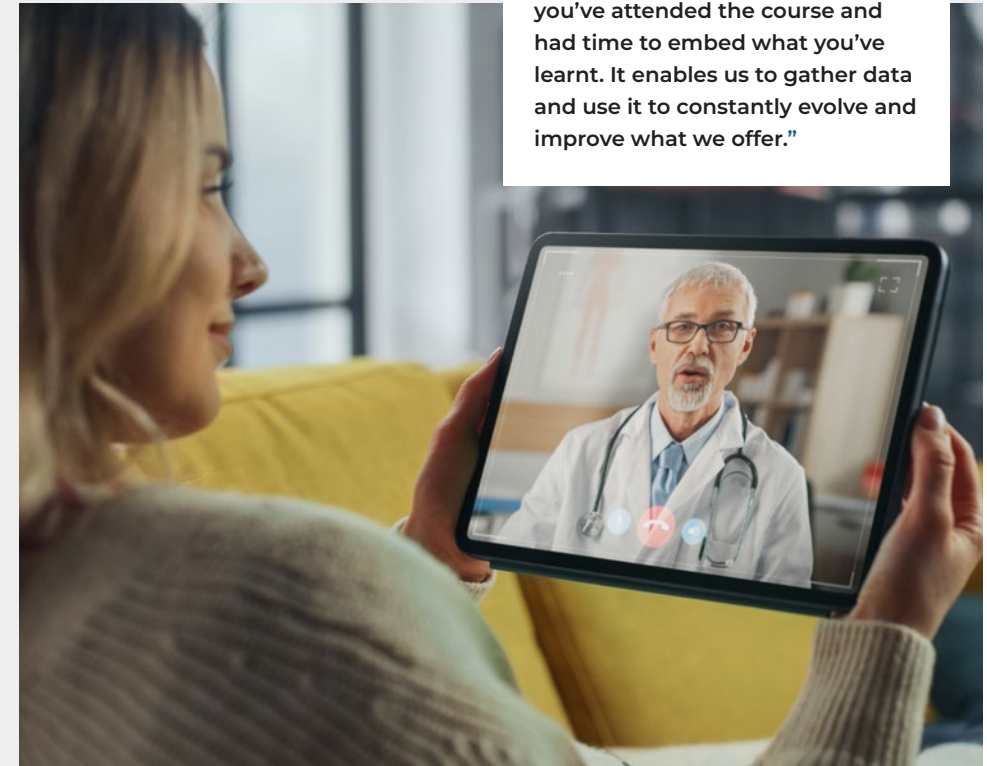 you’ve attended the course and
had time to embed what you’ve
learnt. It enables us to gather data
and use it to constantly evolve and
improve what we offer.”